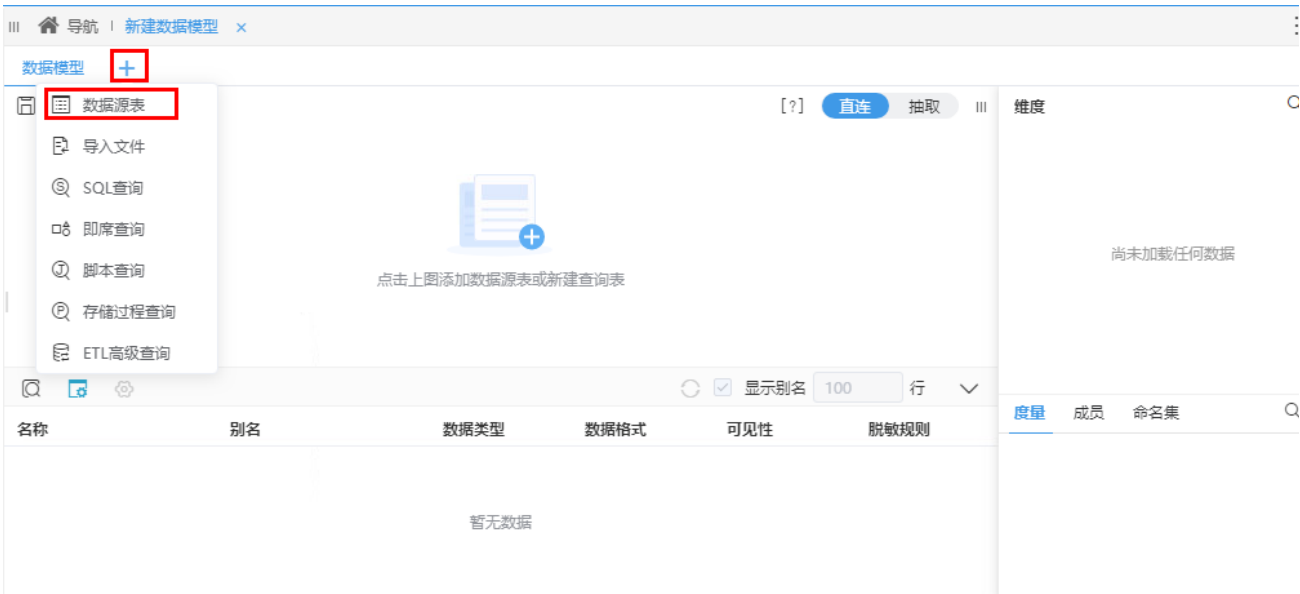 导航 新建数据模型 ×
数据模型 +
数据源表
导入文件
SQL查询
即席查询
脚本查询
存储过程查询
ETL高级查询
[?] 直连 抽取
点击上图添加数据源表或新建查询表
维度
尚未加载任何数据
显示别名 100 行
名称 别名 数据类型 数据格式 可见性 脱敏规则
暂无数据
度量 成员 命名集